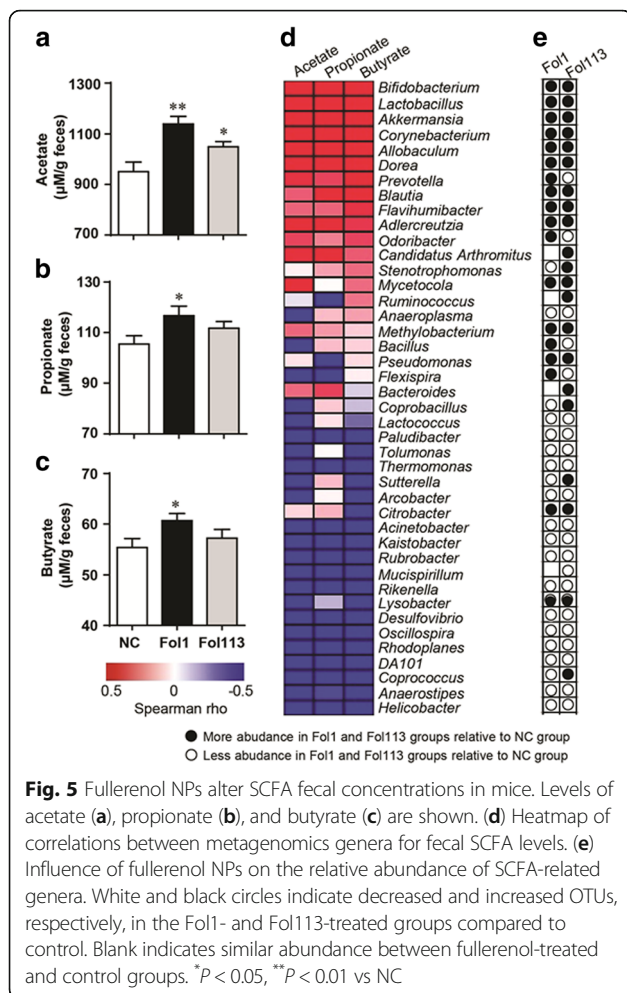 a
1300
1100
900
700
Acetate
(µM/g feces)
**
*
b
130
110
90
70
Propionate
(µM/g feces)
*
c
70
60
50
40
Butyrate
(µM/g feces)
*
NC Fol1 Fol113
0.5 0 -0.5
Spearman rho
d
Acetate Propionate Butyrate
Bifidobacterium
Lactobacillus
Akkermansia
Corynebacterium
Allobaculum
Dorea
Prevotella
Blautia
Flavihumibacter
Adlercreutzia
Odoribacter
Candidatus Arthromitus
Stenotrophomonas
Mycetocola
Ruminococcus
Anaeroplasma
Methylobacterium
Bacillus
Pseudomonas
Flexispira
Bacteroides
Coprobacillus
Lactococcus
Paludibacter
Tolumonas
Thermomonas
Sutterella
Arcobacter
Citrobacter
Acinetobacter
Kaistobacter
Rubrobacter
Mucispirillum
Rikenella
Lysobacter
Desulfovibrio
Oscillospira
Rhodoplanes
DA101
Coprococcus
Anaerostipes
Helicobacter
e
Fol1 Fol113
More abudance in Fol1 and Fol113 groups relative to NC group
Less abudance in Fol1 and Fol113 groups relative to NC group
Fig. 5 Fullerenol NPs alter SCFA fecal concentrations in mice. Levels of
acetate (a), propionate (b), and butyrate (c) are shown. (d) Heatmap of
correlations between metagenomics genera for fecal SCFA levels. (e)
Influence of fullerenol NPs on the relative abundance of SCFA-related
genera. White and black circles indicate decreased and increased OTUs,
respectively, in the Fol1- and Fol113-treated groups compared to
control. Blank indicates similar abundance between fullerenol-treated
and control groups. *P < 0.05, **P < 0.01 vs NC